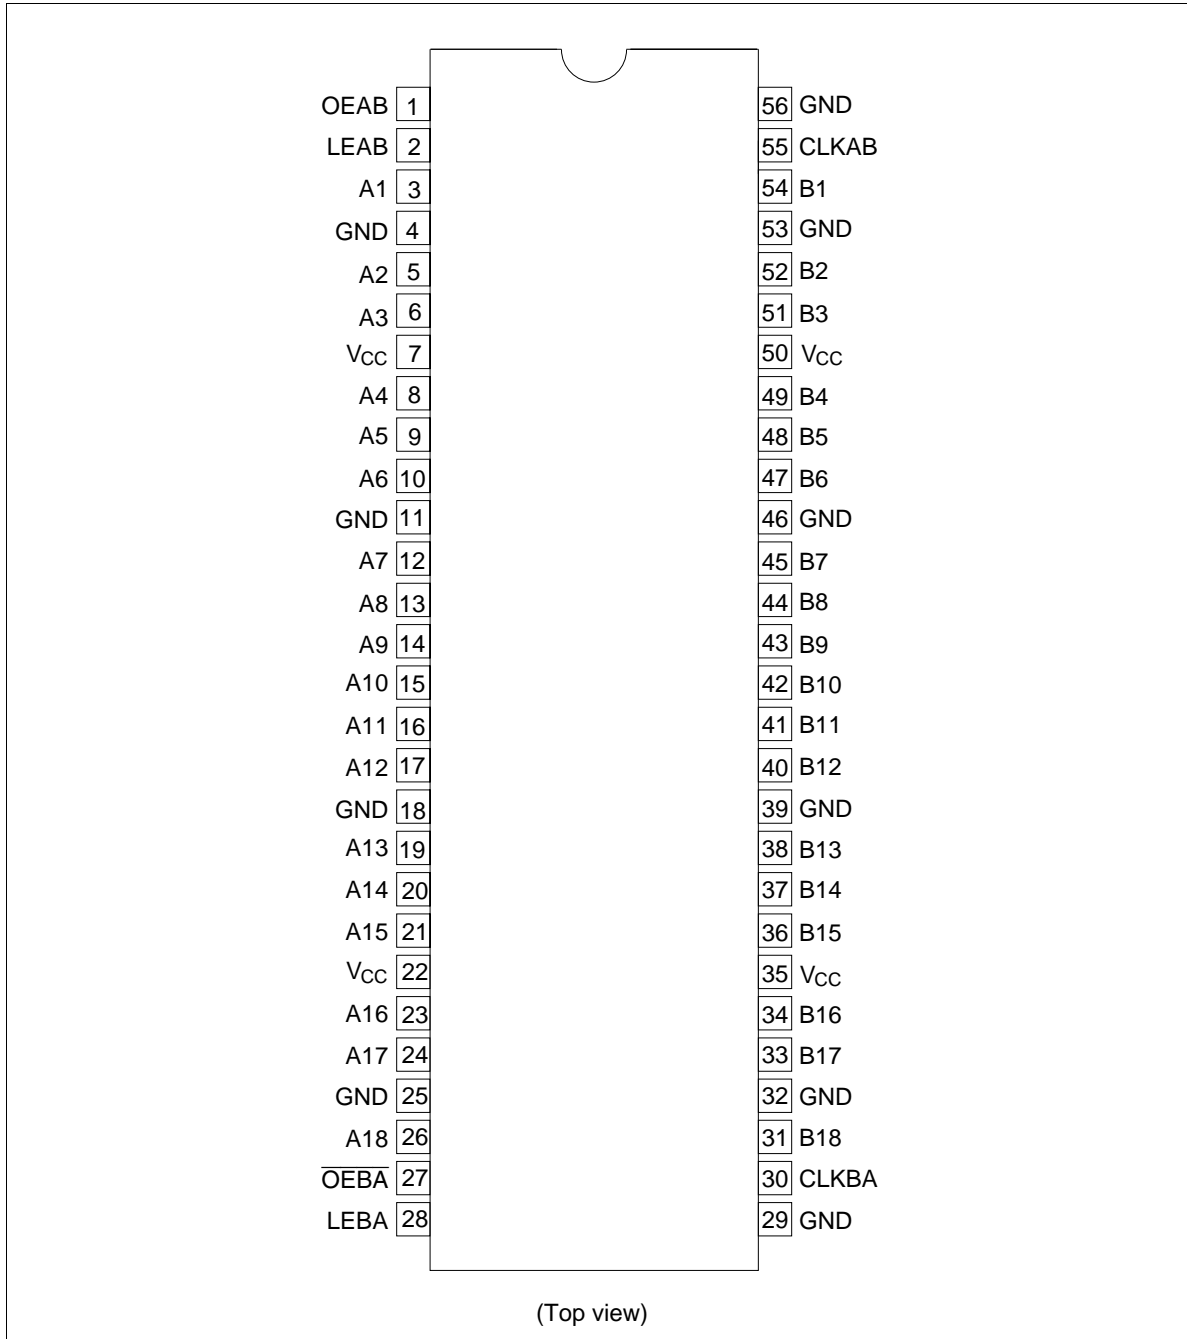 OEAB 1 56 GND
LEAB 2 55 CLKAB
A1 3 54 B1
GND 4 53 GND
A2 5 52 B2
A3 6 51 B3
VCC 7 50 VCC
A4 8 49 B4
A5 9 48 B5
A6 10 47 B6
GND 11 46 GND
A7 12 45 B7
A8 13 44 B8
A9 14 43 B9
A10 15 42 B10
A11 16 41 B11
A12 17 40 B12
GND 18 39 GND
A13 19 38 B13
A14 20 37 B14
A15 21 36 B15
VCC 22 35 VCC
A16 23 34 B16
A17 24 33 B17
GND 25 32 GND
A18 26 31 B18
O̅E̅B̅A̅ 27 30 CLKBA
LEBA 28 29 GND
(Top view)